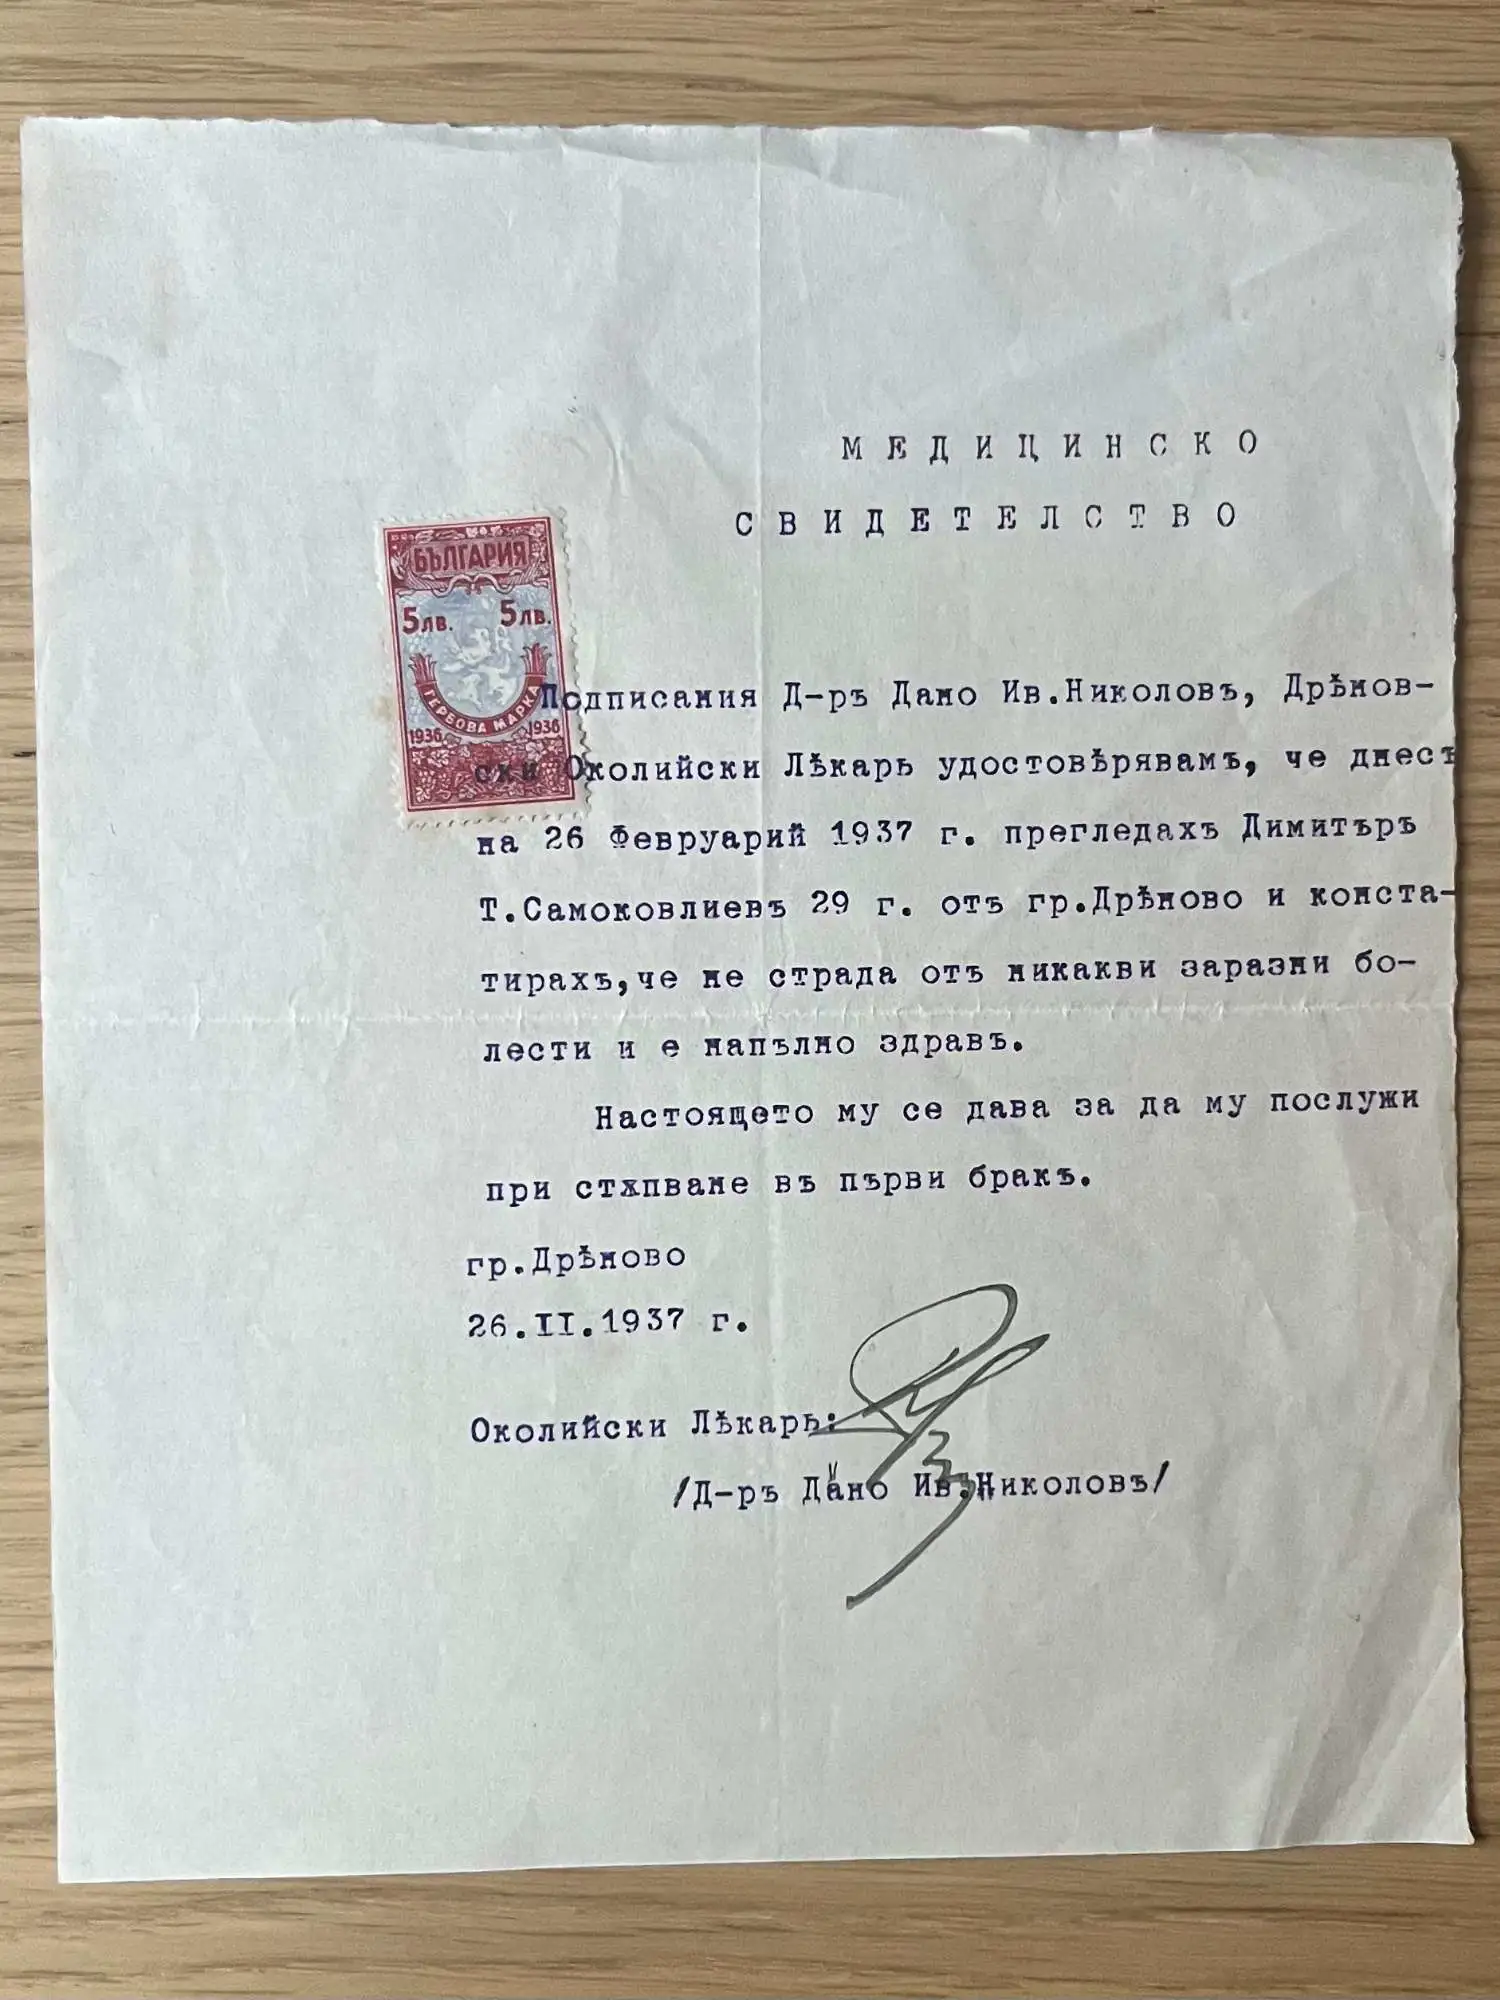 МЕДИЦИНСКО
СВИДЕТЕЛСТВО
БЪЛГАРИЯ
5лв. 5лв.
ГЕРБОВА МАРКА
1936 1936
Подписания Д-ръ Дано Ив.Николовъ, Дрѣнов-
ски Околийски Лѣкарь удостовѣрявамъ, че днесъ
на 26 Февруарий 1937 г. прегледахъ Димитъръ
Т.Самоковлиевъ 29 г. отъ гр.Дрѣново и конста-
тирахъ,че не страда отъ никакви заразни бо-
лести и е напълно здравъ.
Настоящето му се дава за да му послужи
при стѫпване въ първи бракъ.
гр.Дрѣново
26.II.1937 г.
Околийски Лѣкарь:
/Д-ръ Дано Ив.Николовъ/